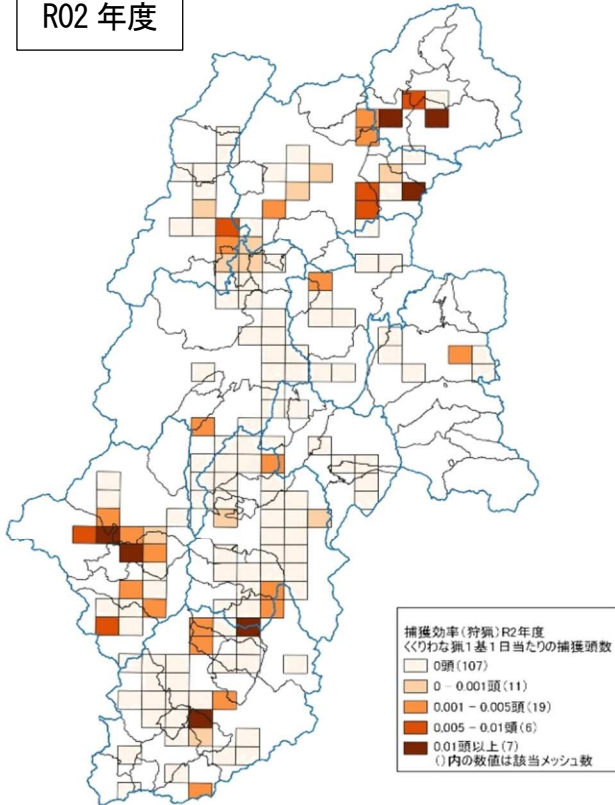 R02 年度
捕獲効率(狩猟)R2年度
くくりわな猟1基1日当たりの捕獲頭数
0頭(107)
0 - 0.001頭(11)
0.001 - 0.005頭(19)
0.005 - 0.01頭(6)
0.01頭以上(7)
()内の数値は該当メッシュ数